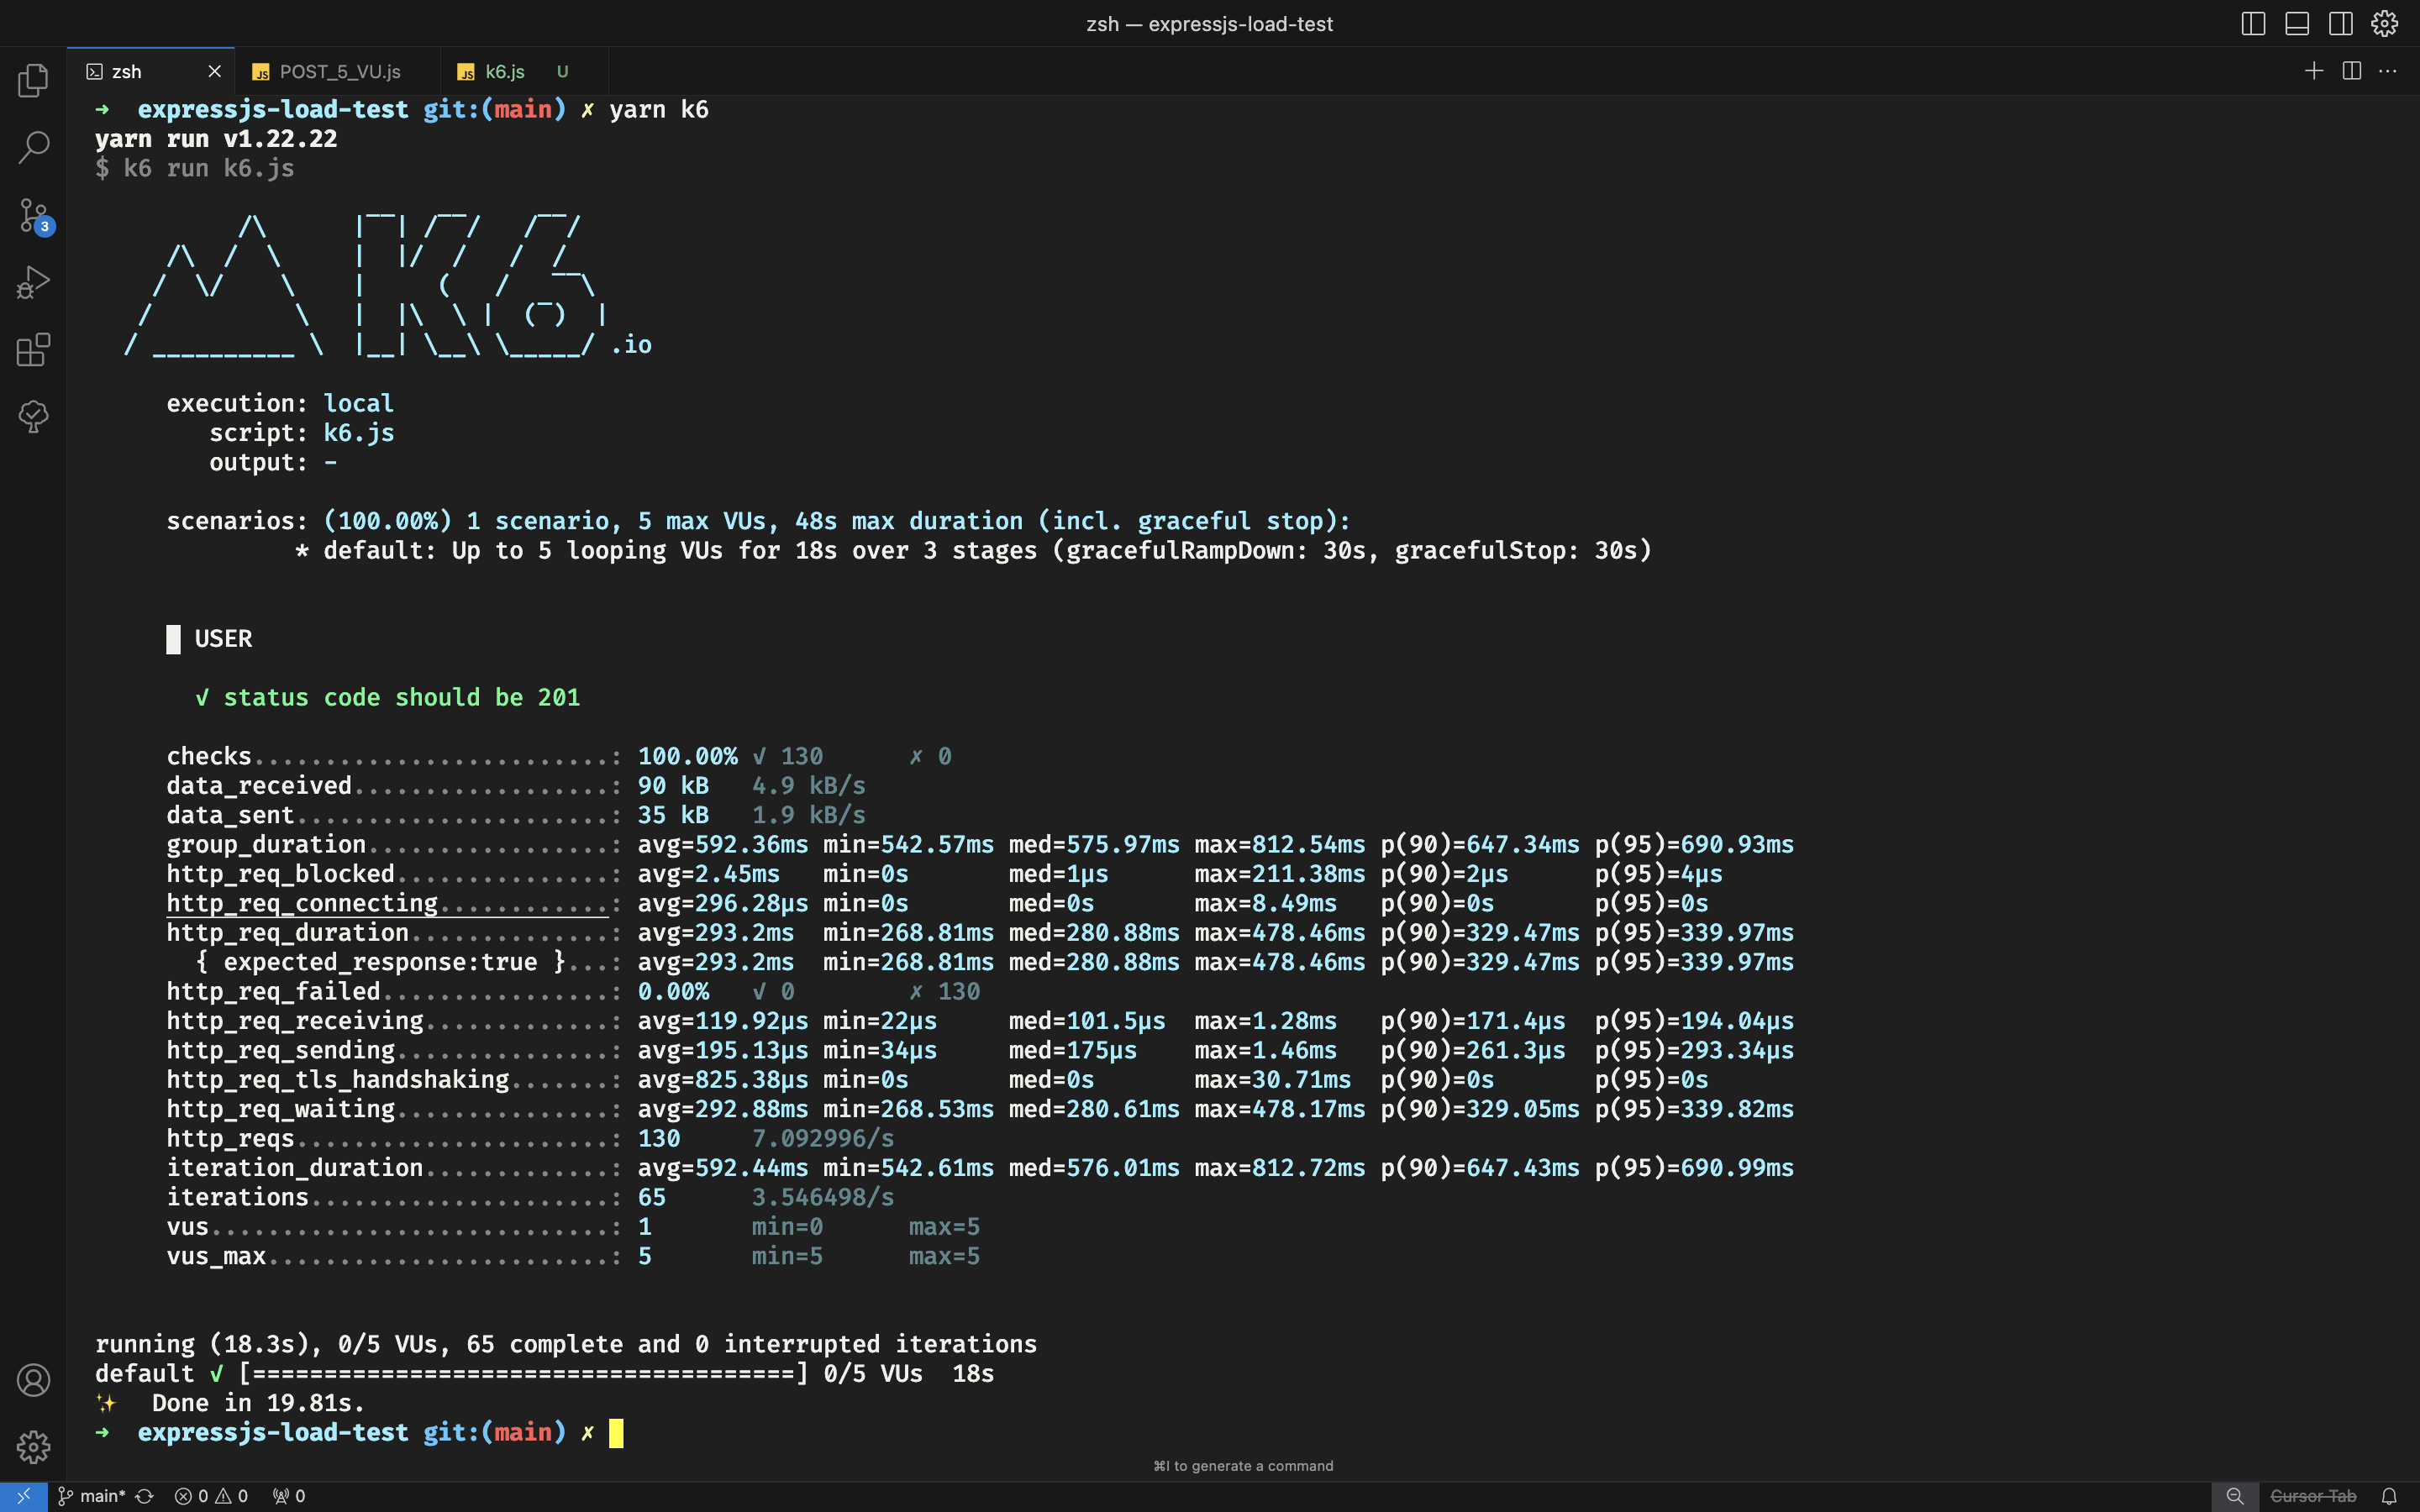 zsh — expressjs-load-test
zsh
POST_5_VU.js
k6.js U
➜  expressjs-load-test git:(main) ✗ yarn k6
yarn run v1.22.22
$ k6 run k6.js
          /\      |‾‾| /‾‾/   /‾‾/
     /\  /  \     |  |/  /   /  /
    /  \/    \    |     (   /   ‾‾\
   /          \   |  |\  \ |  (‾)  |
  / __________ \  |__| \__\ \_____/ .io
execution: local
script: k6.js
output: -
scenarios: (100.00%) 1 scenario, 5 max VUs, 48s max duration (incl. graceful stop):
* default: Up to 5 looping VUs for 18s over 3 stages (gracefulRampDown: 30s, gracefulStop: 30s)
█ USER
✓ status code should be 201
checks.........................: 100.00% ✓ 130      ✗ 0
data_received..................: 90 kB   4.9 kB/s
data_sent......................: 35 kB   1.9 kB/s
group_duration.................: avg=592.36ms min=542.57ms med=575.97ms max=812.54ms p(90)=647.34ms p(95)=690.93ms
http_req_blocked...............: avg=2.45ms   min=0s       med=1µs      max=211.38ms p(90)=2µs      p(95)=4µs
http_req_connecting............: avg=296.28µs min=0s       med=0s       max=8.49ms   p(90)=0s       p(95)=0s
http_req_duration..............: avg=293.2ms  min=268.81ms med=280.88ms max=478.46ms p(90)=329.47ms p(95)=339.97ms
{ expected_response:true }...: avg=293.2ms  min=268.81ms med=280.88ms max=478.46ms p(90)=329.47ms p(95)=339.97ms
http_req_failed................: 0.00%   ✓ 0        ✗ 130
http_req_receiving.............: avg=119.92µs min=22µs     med=101.5µs  max=1.28ms   p(90)=171.4µs  p(95)=194.04µs
http_req_sending...............: avg=195.13µs min=34µs     med=175µs    max=1.46ms   p(90)=261.3µs  p(95)=293.34µs
http_req_tls_handshaking.......: avg=825.38µs min=0s       med=0s       max=30.71ms  p(90)=0s       p(95)=0s
http_req_waiting...............: avg=292.88ms min=268.53ms med=280.61ms max=478.17ms p(90)=329.05ms p(95)=339.82ms
http_reqs......................: 130     7.092996/s
iteration_duration.............: avg=592.44ms min=542.61ms med=576.01ms max=812.72ms p(90)=647.43ms p(95)=690.99ms
iterations.....................: 65      3.546498/s
vus............................: 1       min=0      max=5
vus_max........................: 5       min=5      max=5
running (18.3s), 0/5 VUs, 65 complete and 0 interrupted iterations
default ✓ [======================================] 0/5 VUs  18s
✨  Done in 19.81s.
➜  expressjs-load-test git:(main) ✗
⌘I to generate a command
3
main* 0 0 0
Cursor Tab